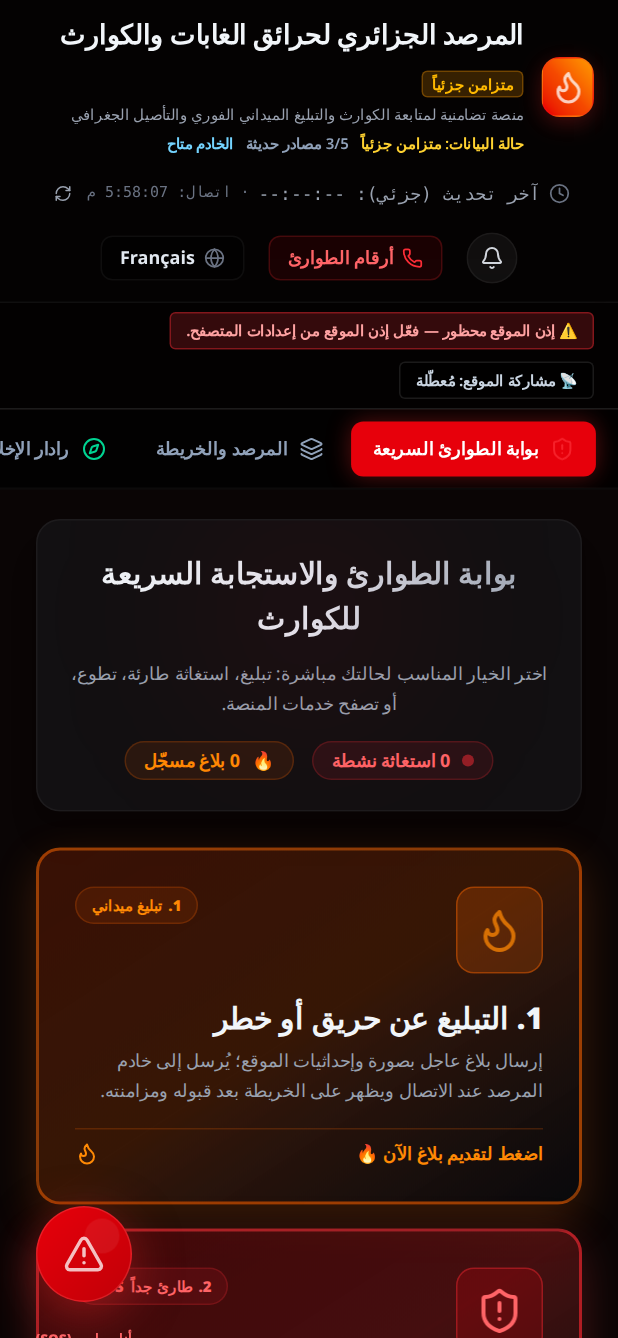 المرصد الجزائري لحرائق الغابات والكوارث
متزامن جزئياً
منصة تضامنية لمتابعة الكوارث والتبليغ الميداني الفوري والتأصيل الجغرافي
حالة البيانات: متزامن جزئياً 3/5 مصادر حديثة الخادم متاح
آخر تحديث (جزئي): --:--:-- · اتصال: 5:58:07 م
أرقام الطوارئ
Français
⚠️ إذن الموقع محظور — فعّل إذن الموقع من إعدادات المتصفح.
📡 مشاركة الموقع: مُعطّلة
بوابة الطوارئ السريعة
المرصد والخريطة
رادار الإخلا
بوابة الطوارئ والاستجابة السريعة
للكوارث
اختر الخيار المناسب لحالتك مباشرة: تبليغ، استغاثة طارئة، تطوع،
أو تصفح خدمات المنصة.
0 استغاثة نشطة
🔥 0 بلاغ مسجّل
1. تبليغ ميداني
1. التبليغ عن حريق أو خطر
إرسال بلاغ عاجل بصورة وإحداثيات الموقع؛ يُرسل إلى خادم
المرصد عند الاتصال ويظهر على الخريطة بعد قبوله ومزامنته.
اضغط لتقديم بلاغ الآن 🔥
2. طارئ جداً